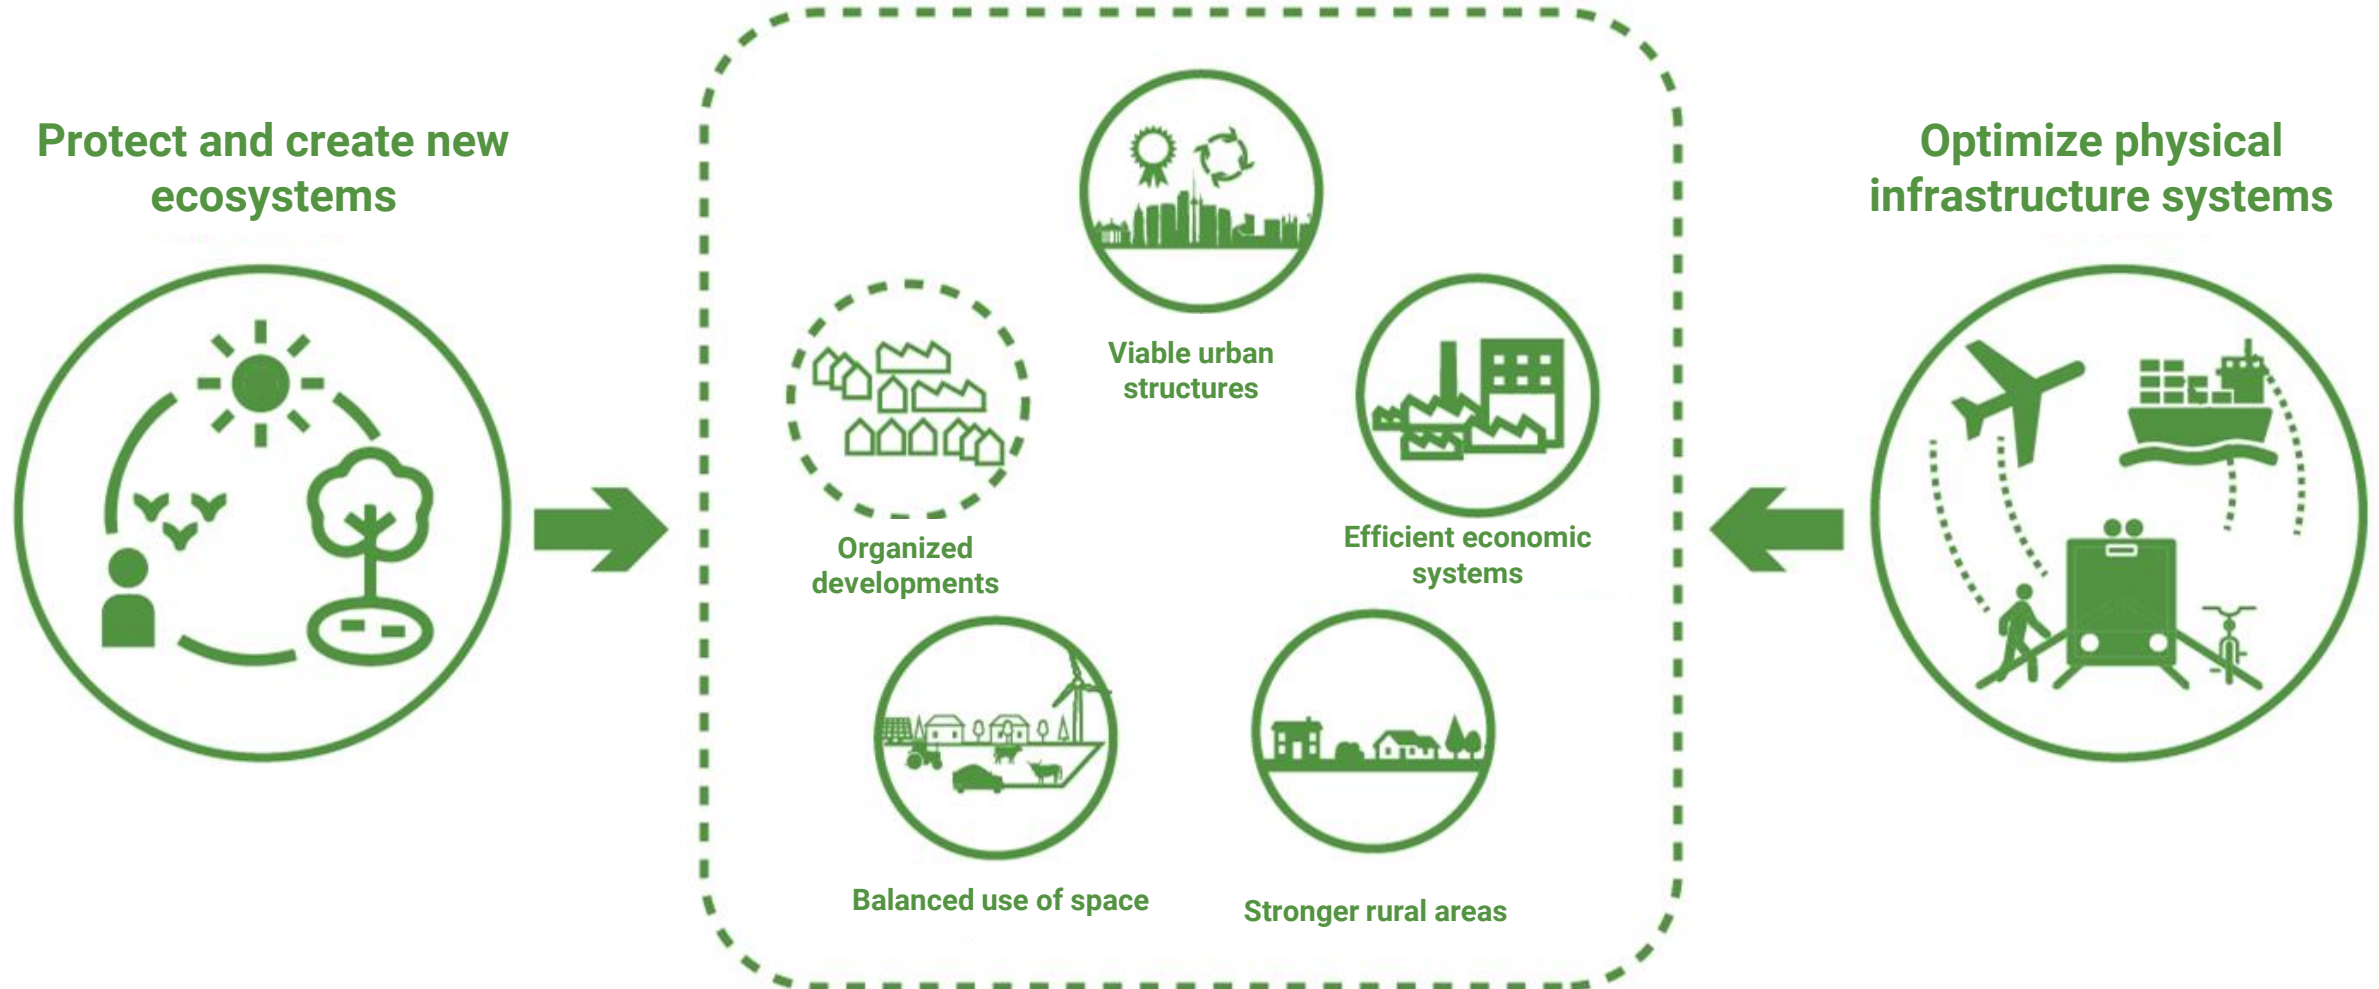 Protect and create new
ecosystems
Viable urban
structures
Organized
developments
Efficient economic
systems
Balanced use of space
Stronger rural areas
Optimize physical
infrastructure systems